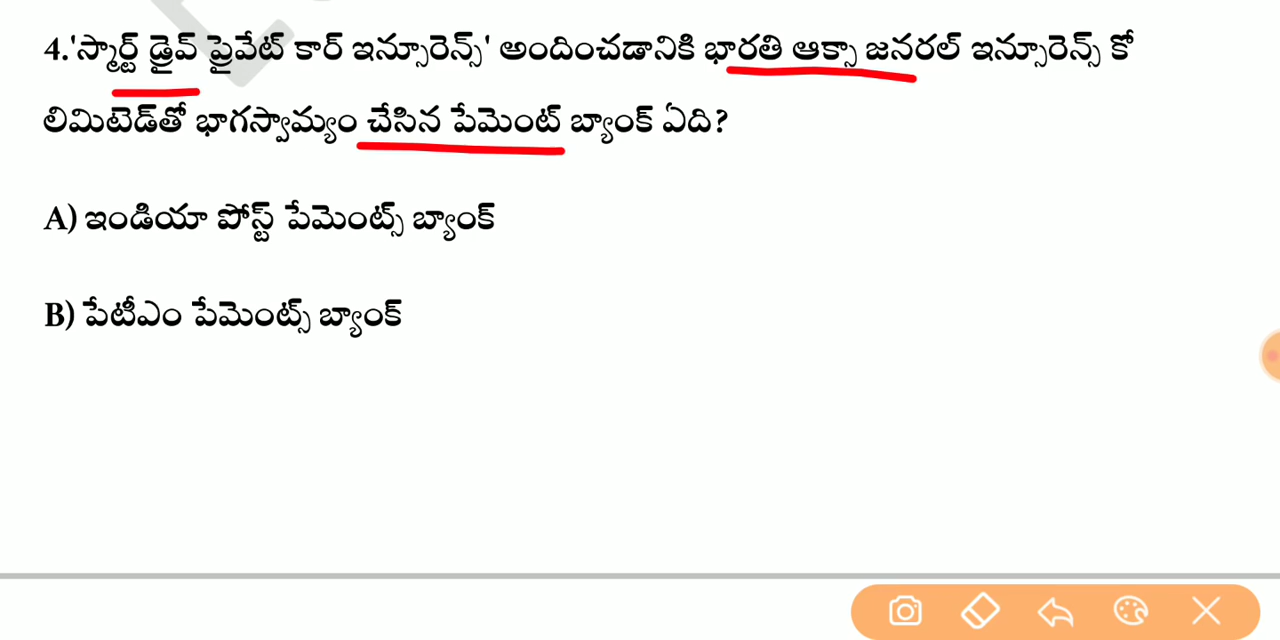 4.'స్మార్ట్ డ్రైవ్ ప్రైవేట్ కార్ ఇన్సూరెన్స్' అందించడానికి భారతి ఆక్సా జనరల్ ఇన్సూరెన్స్ కో
లిమిటెడ్‌తో భాగస్వామ్యం చేసిన పేమెంట్ బ్యాంక్ ఏది?
A) ఇండియా పోస్ట్ పేమెంట్స్ బ్యాంక్
B) పేటీఎం పేమెంట్స్ బ్యాంక్